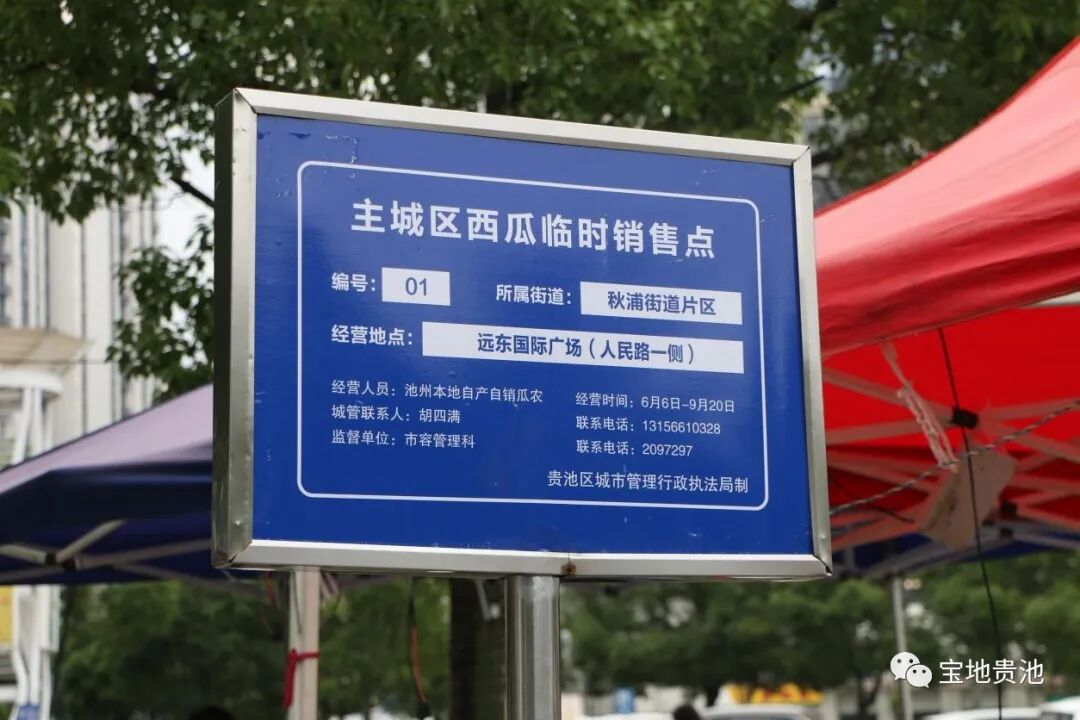 主城区西瓜临时销售点
编号： 01 所属街道： 秋浦街道片区
经营地点： 远东国际广场（人民路一侧）
经营人员：池州本地自产自销瓜农 经营时间：6月6日-9月20日
城管联系人：胡四满 联系电话：13156610328
监督单位：市容管理科 联系电话：2097297
贵池区城市管理行政执法局制
宝地贵池